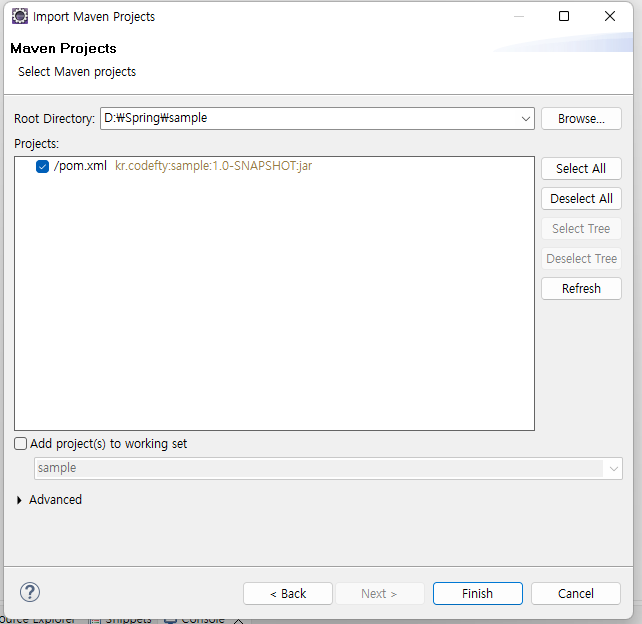 Import Maven Projects
Maven Projects
Select Maven projects
Root Directory: D:₩Spring₩sample Browse...
Projects:
/pom.xml kr.codefty:sample:1.0-SNAPSHOT:jar
Select All
Deselect All
Select Tree
Deselect Tree
Refresh
Add project(s) to working set
sample
Advanced
? < Back Next > Finish Cancel
Snippets Console